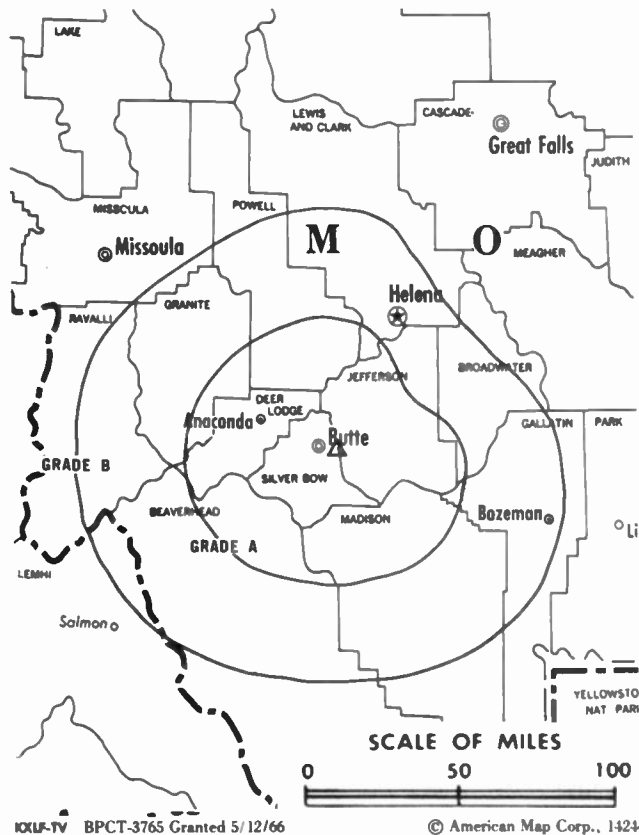 LAKE
LEWIS
AND CLARK
CASCADE
Great Falls
JUDITH
MISSCULA
POWELL
M
O
MEAGHER
Missoula
Helena
GRANITE
RAVALLI
BROADWATER
JEFFERSON
DEER
LODGE
Anaconda
GALLATIN
PARK
Butte
GRADE B
SILVER BOW
BEAVERHEAD
MADISON
Bozeman
Li
GRADE A
LEMHI
Salmon
YELLOWSTO
NAT PAR
SCALE OF MILES
0 50 100
KXLF-TV BPCT-3765 Granted 5/12/66 © American Map Corp., 1424